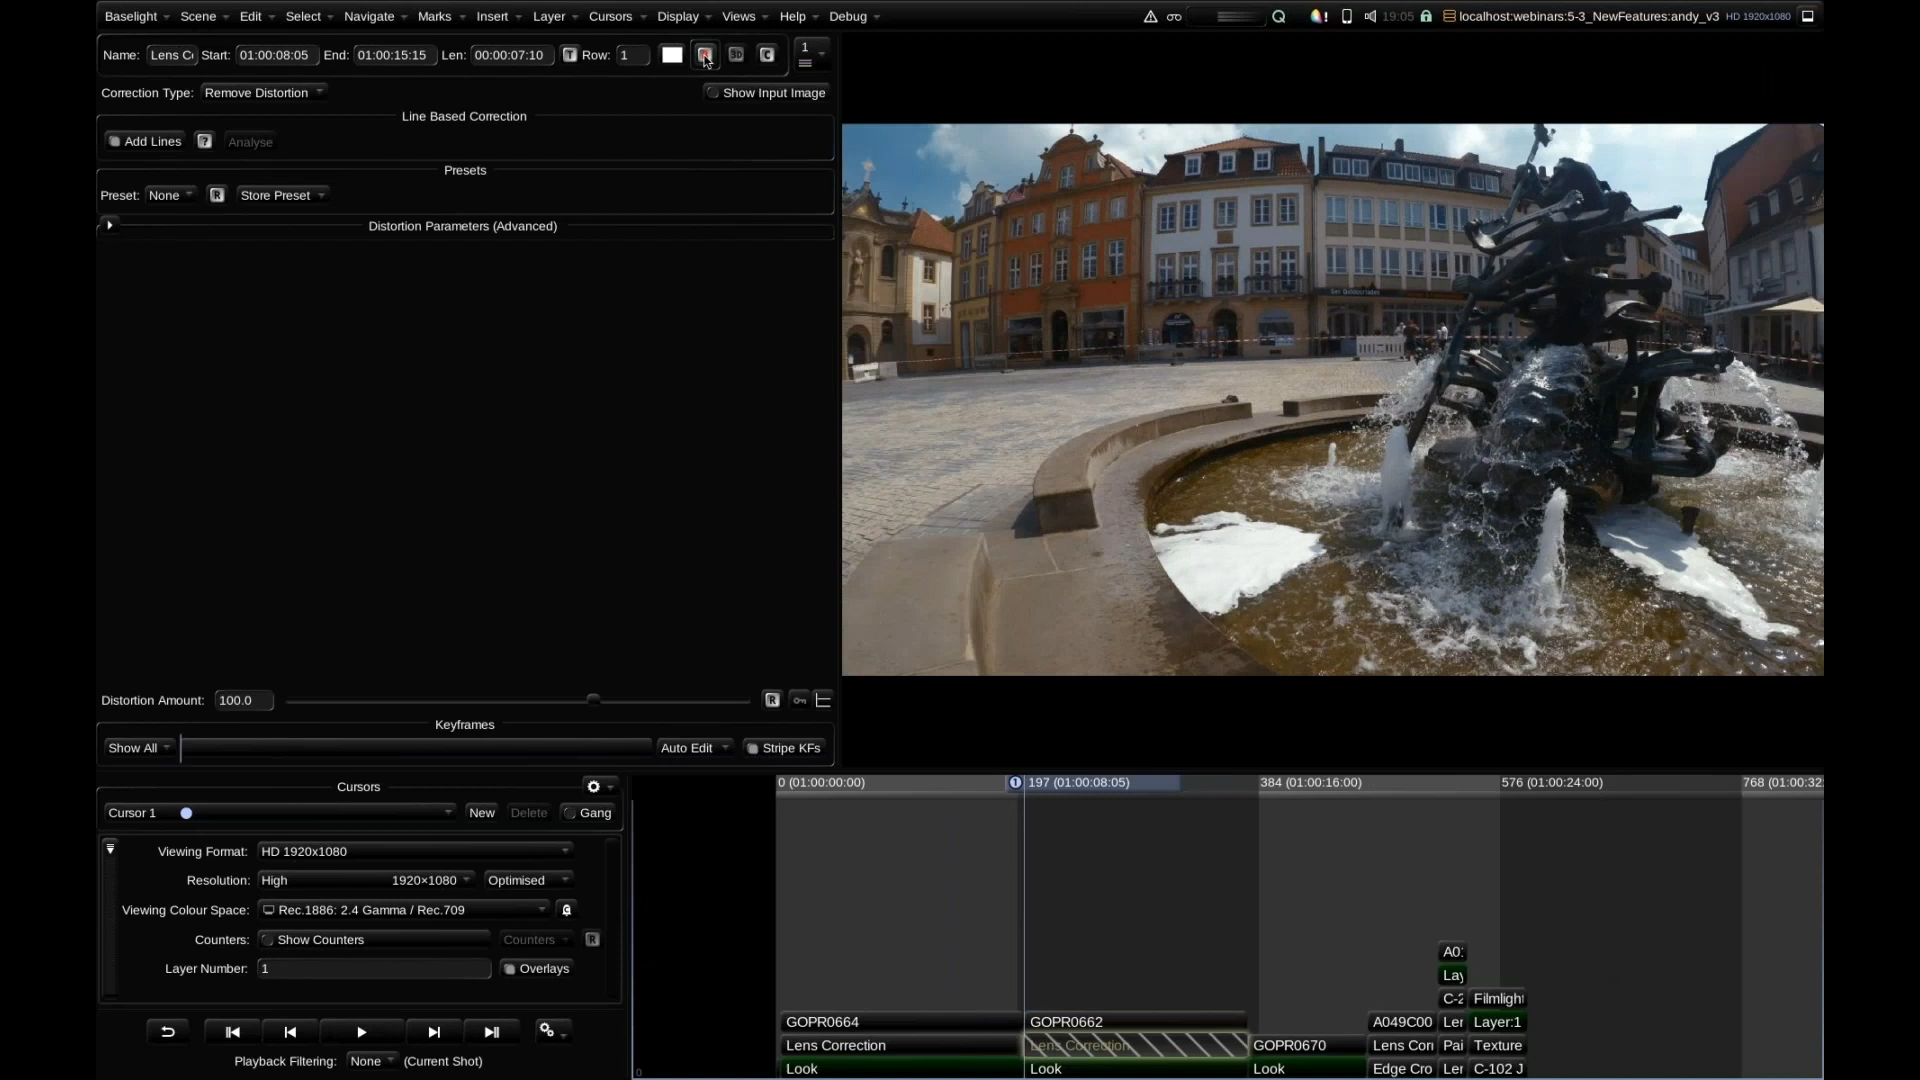 Baselight Scene Edit Select Navigate Marks Insert Layer Cursors Display Views Help Debug 19:05 localhost:webinars:5-3_NewFeatures:andy_v3 HD 1920x1080
Name: Lens Co Start: 01:00:08:05 End: 01:00:15:15 Len: 00:00:07:10 T Row: 1 3D C 1
Correction Type: Remove Distortion Show Input Image
Line Based Correction
Add Lines ? Analyse
Presets
Preset: None R Store Preset
Distortion Parameters (Advanced)
Distortion Amount: 100.0 R
Keyframes
Show All Auto Edit Stripe KFs
Cursors
Cursor 1 New Delete Gang
Viewing Format: HD 1920x1080
Resolution: High 1920×1080 Optimised
Viewing Colour Space: Rec.1886: 2.4 Gamma / Rec.709
Counters: Show Counters Counters R
Layer Number: 1 Overlays
Playback Filtering: None (Current Shot)
0 (01:00:00:00) 1 197 (01:00:08:05) 384 (01:00:16:00) 576 (01:00:24:00) 768 (01:00:32:
A0:
Lay
C-2 Filmlight
GOPR0664 GOPR0662 A049C00 Ler Layer:1
Lens Correction Lens Correction GOPR0670 Lens Corr Pai Texture
Look Look Look Edge Cro Ler C-102 J
0